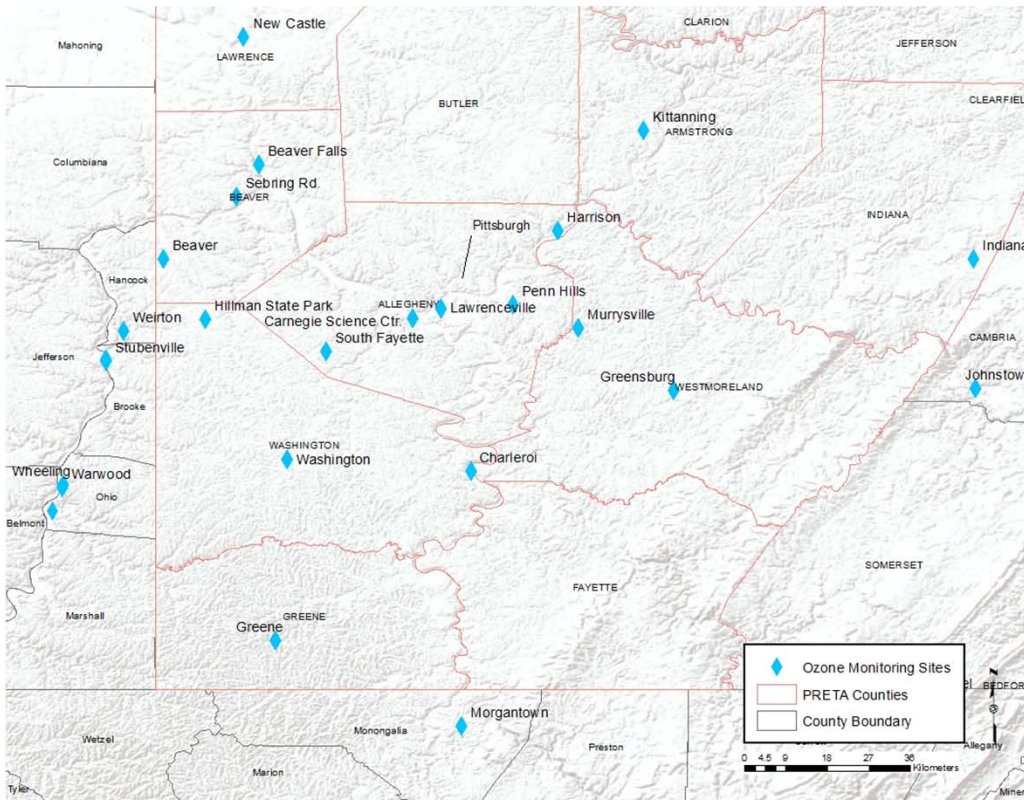 New Castle
CLARION
Mahoning
JEFFERSON
LAWRENCE
CLEARFIEL
BUTLER
Kittanning
ARMSTRONG
Beaver Falls
Columbiana
Sebring Rd.
BEAVER
INDIANA
Harrison
Pittsburgh
Beaver
Indiana
Hancock
Penn Hills
Hillman State Park
ALLEGHENY
Lawrenceville
Weirton
Carnegie Science Ctr.
Murrysville
South Fayette
CAMBRIA
Stubenville
Jefferson
Johnstow
Greensburg
WESTMORELAND
Brooke
WASHINGTON
Washington
Charleroi
Wheeling
Warwood
Ohio
Belmont
SOMERSET
FAYETTE
Marshall
GREENE
Greene
Ozone Monitoring Sites
PRETA Counties
County Boundary
el
BEDFOR
Morgantown
Monongalia
Wetzel
Preston
Allegany
0 4.5 9 18 27 36
Kilometers
Marion
Tyler
Miner